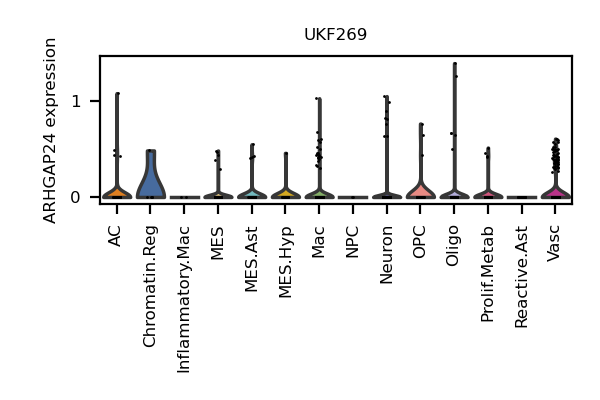 UKF269
ARHGAP24 expression
1
0
AC
Chromatin.Reg
Inflammatory.Mac
MES
MES.Ast
MES.Hyp
Mac
NPC
Neuron
OPC
Oligo
Prolif.Metab
Reactive.Ast
Vasc